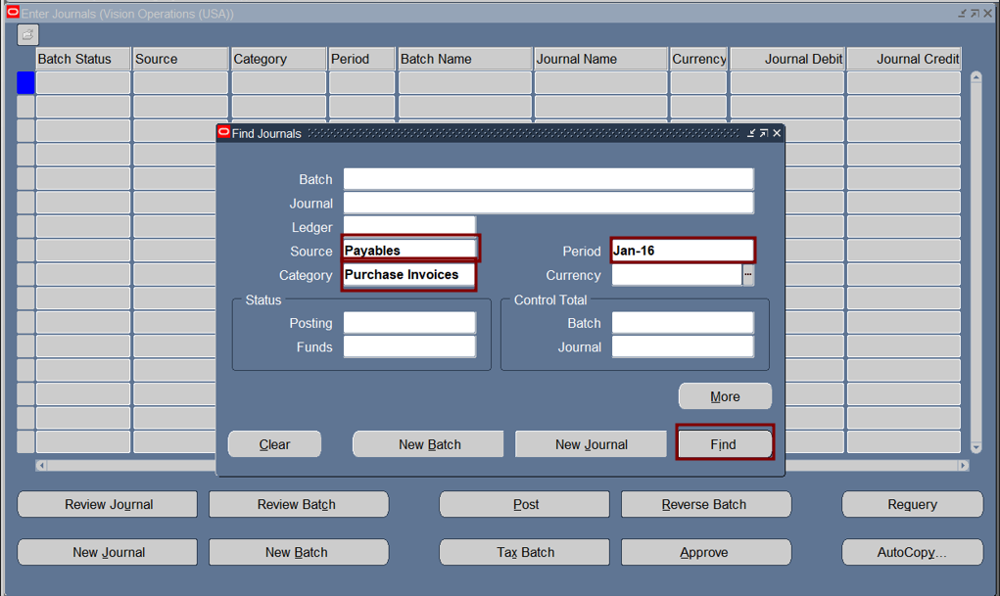 Enter Journals (Vision Operations (USA))
Batch Status Source Category Period Batch Name Journal Name Currency Journal Debit Journal Credit
Find Journals
Batch
Journal
Ledger
Source Payables Period Jan-16
Category Purchase Invoices Currency ...
Status Control Total
Posting Batch
Funds Journal
More
Clear New Batch New Journal Find
Review Journal Review Batch Post Reverse Batch Requery
New Journal New Batch Tax Batch Approve AutoCopy...